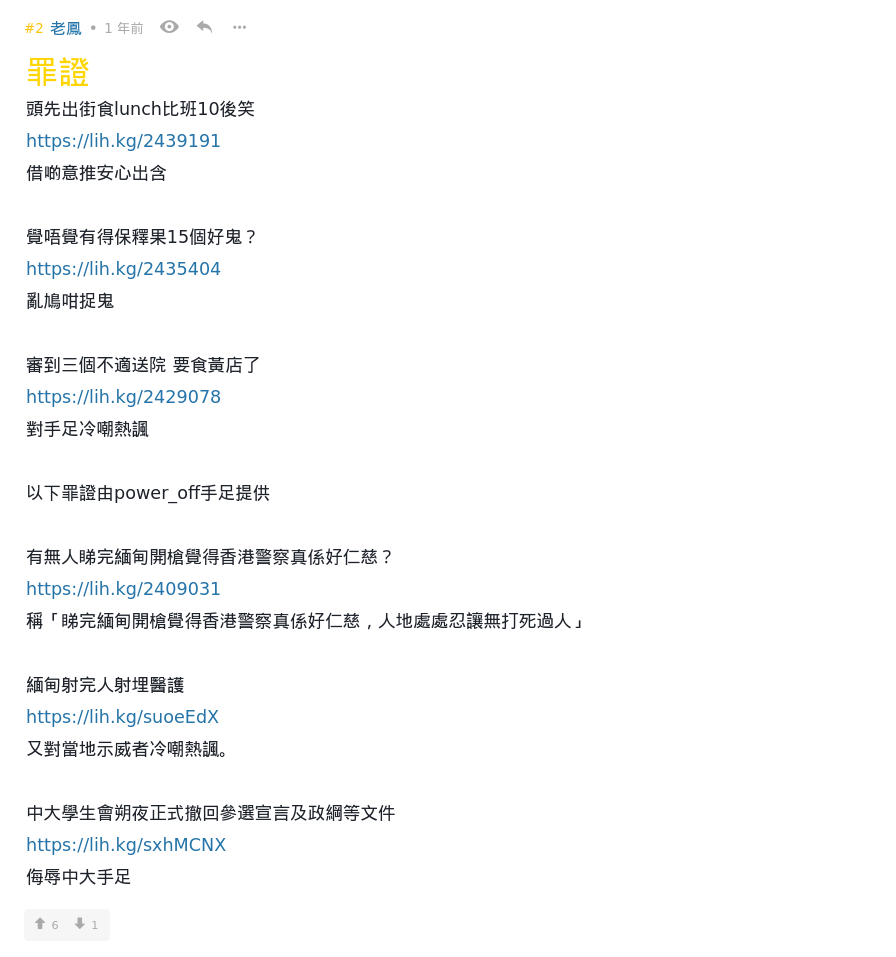 #2 老鳳 • 1 年前
罪證
頭先出街食lunch比班10後笑
https://lih.kg/2439191
借啲意推安心出含

覺唔覺有得保釋果15個好鬼？
https://lih.kg/2435404
亂鳩咁捉鬼

審到三個不適送院 要食黃店了
https://lih.kg/2429078
對手足冷嘲熱諷

以下罪證由power_off手足提供

有無人睇完緬甸開槍覺得香港警察真係好仁慈？
https://lih.kg/2409031
稱「睇完緬甸開槍覺得香港警察真係好仁慈，人地處處忍讓無打死過人」

緬甸射完人射埋醫護
https://lih.kg/suoeEdX
又對當地示威者冷嘲熱諷。

中大學生會朔夜正式撤回參選宣言及政綱等文件
https://lih.kg/sxhMCNX
侮辱中大手足
6 1